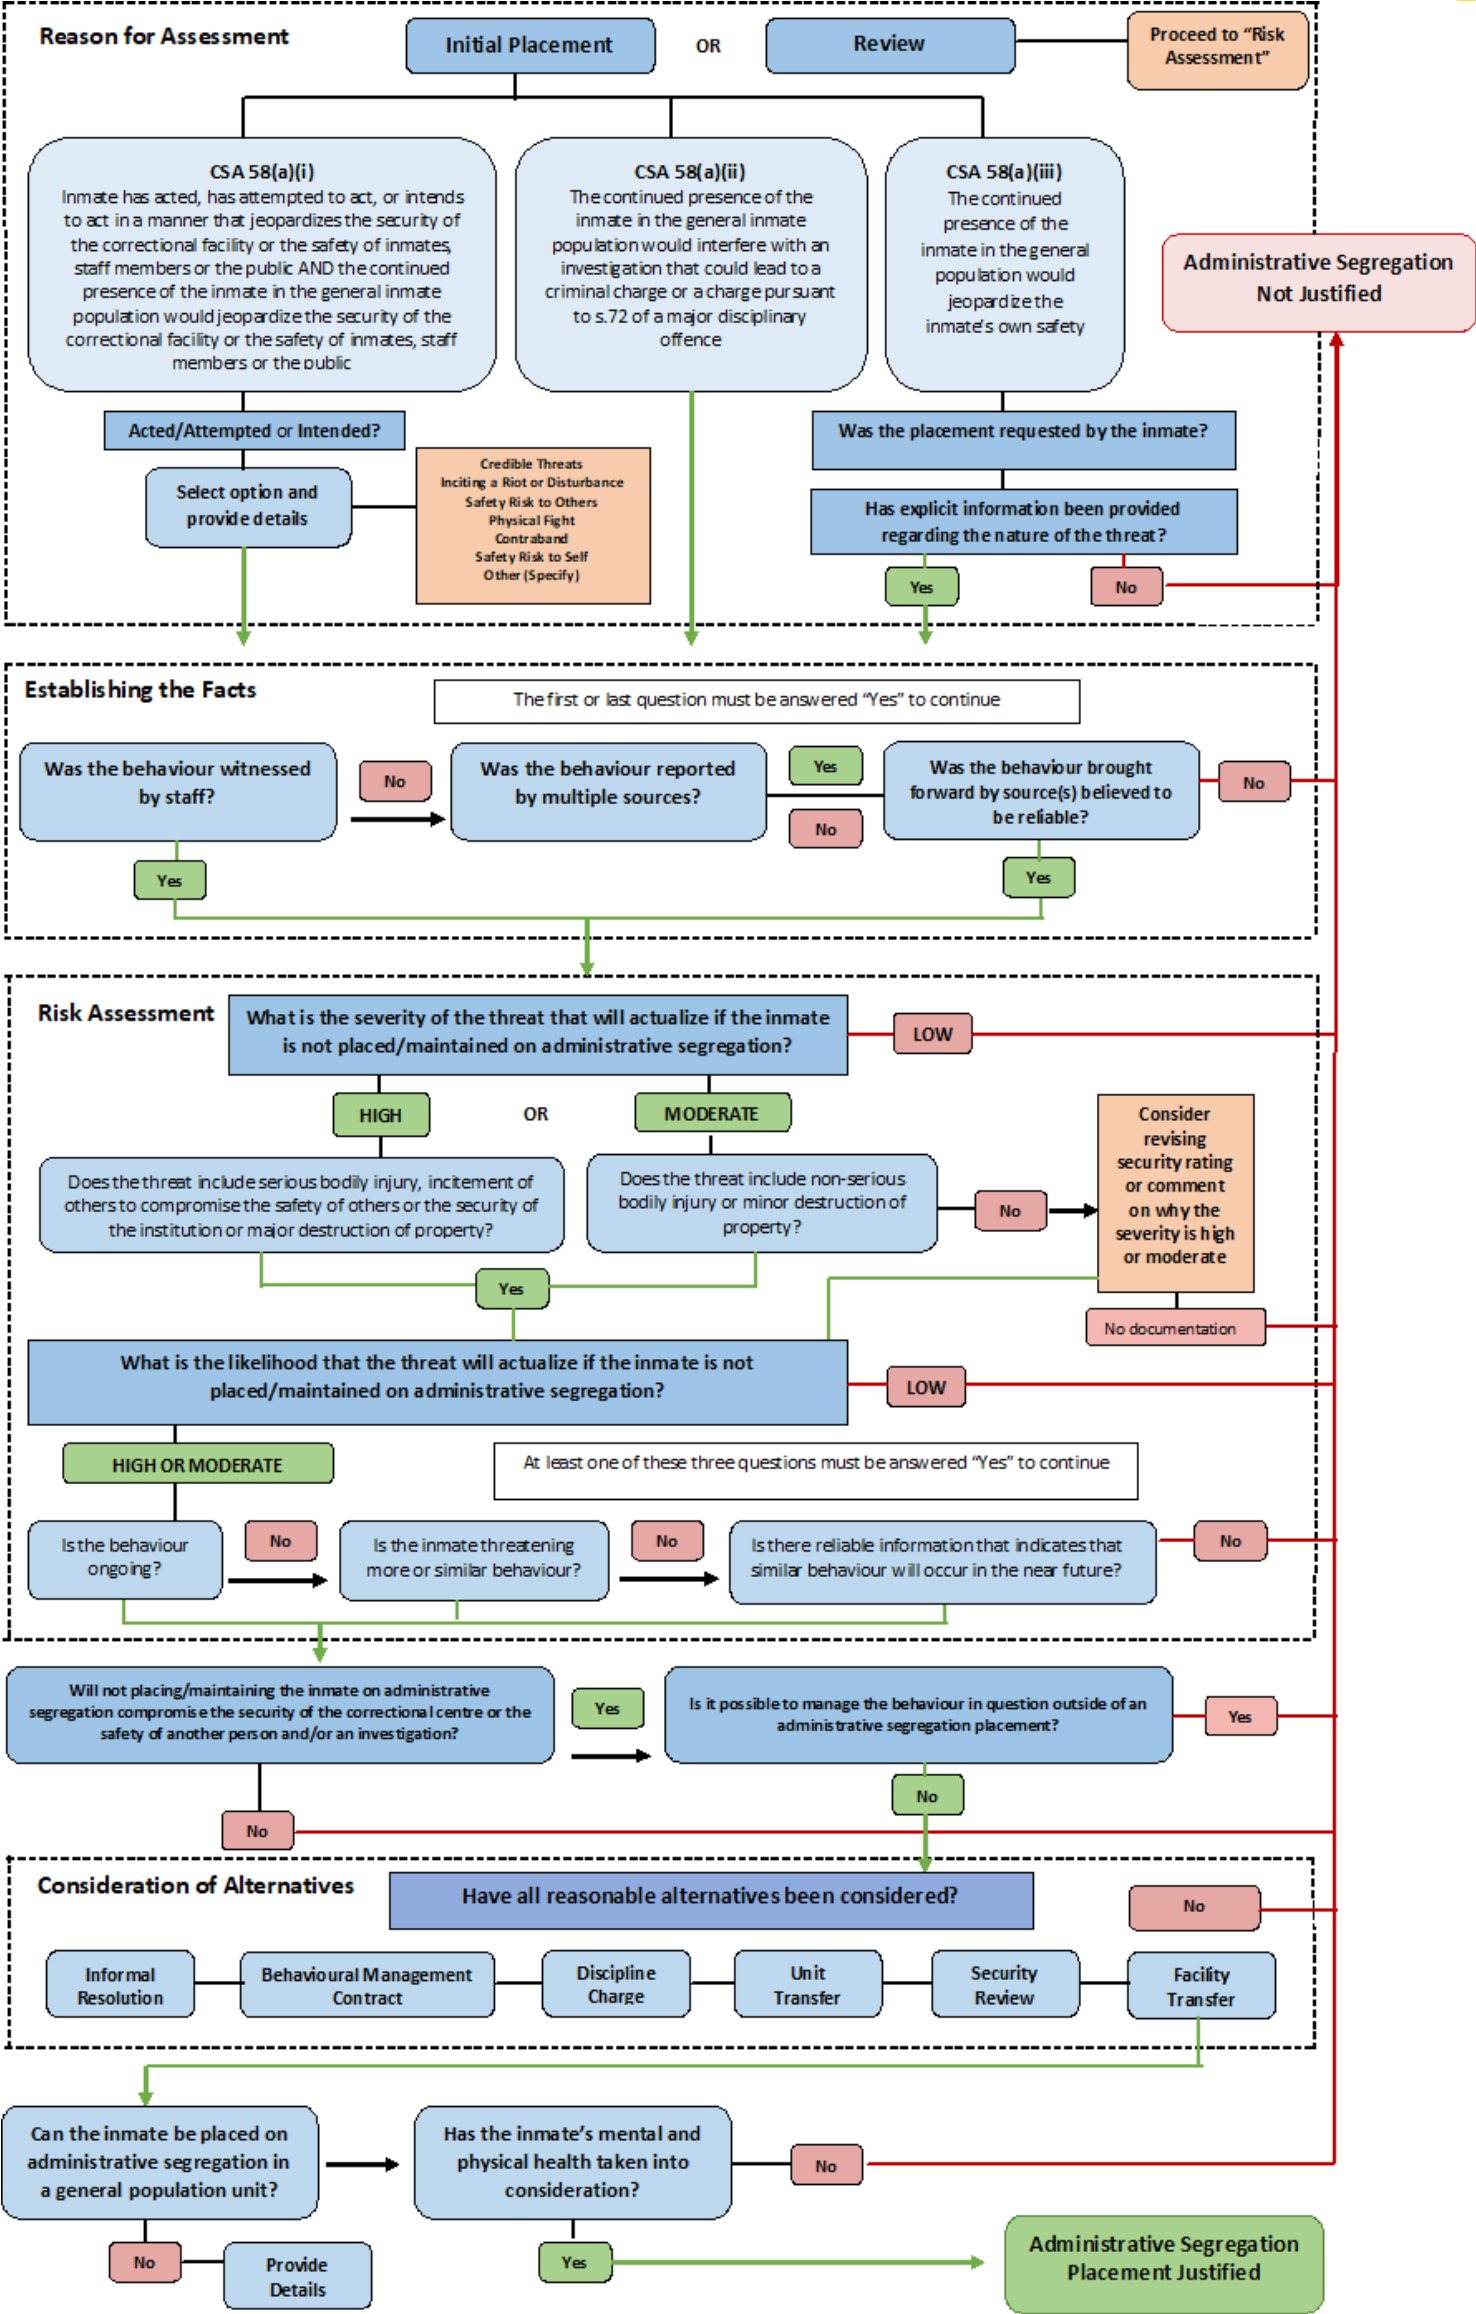 Reason for Assessment
Initial Placement
OR
Review
Proceed to “Risk
Assessment”
CSA 58(a)(i)
Inmate has acted, has attempted to act, or intends
to act in a manner that jeopardizes the security of
the correctional facility or the safety of inmates,
staff members or the public AND the continued
presence of the inmate in the general inmate
population would jeopardize the security of the
correctional facility or the safety of inmates, staff
members or the public
CSA 58(a)(ii)
The continued presence of the
inmate in the general inmate
population would interfere with an
investigation that could lead to a
criminal charge or a charge pursuant
to s.72 of a major disciplinary
offence
CSA 58(a)(iii)
The continued
presence of the
inmate in the general
population would
jeopardize the
inmate’s own safety
Administrative Segregation
Not Justified
Acted/Attempted or Intended?
Select option and
provide details
Credible Threats
Inciting a Riot or Disturbance
Safety Risk to Others
Physical Fight
Contraband
Safety Risk to Self
Other (Specify)
Was the placement requested by the inmate?
Has explicit information been provided
regarding the nature of the threat?
Yes
No
Establishing the Facts
The first or last question must be answered “Yes” to continue
Was the behaviour witnessed
by staff?
No
Was the behaviour reported
by multiple sources?
Yes
No
Was the behaviour brought
forward by source(s) believed to
be reliable?
No
Yes
Yes
Risk Assessment
What is the severity of the threat that will actualize if the inmate
is not placed/maintained on administrative segregation?
LOW
HIGH
OR
MODERATE
Does the threat include serious bodily injury, incitement of
others to compromise the safety of others or the security of
the institution or major destruction of property?
Does the threat include non-serious
bodily injury or minor destruction of
property?
No
Consider
revising
security rating
or comment
on why the
severity is high
or moderate
Yes
No documentation
What is the likelihood that the threat will actualize if the inmate is not
placed/maintained on administrative segregation?
LOW
HIGH OR MODERATE
At least one of these three questions must be answered “Yes” to continue
Is the behaviour
ongoing?
No
Is the inmate threatening
more or similar behaviour?
No
Is there reliable information that indicates that
similar behaviour will occur in the near future?
No
Will not placing/maintaining the inmate on administrative
segregation compromise the security of the correctional centre or the
safety of another person and/or an investigation?
Yes
Is it possible to manage the behaviour in question outside of an
administrative segregation placement?
Yes
No
No
Consideration of Alternatives
Have all reasonable alternatives been considered?
No
Informal
Resolution
Behavioural Management
Contract
Discipline
Charge
Unit
Transfer
Security
Review
Facility
Transfer
Can the inmate be placed on
administrative segregation in
a general population unit?
Has the inmate’s mental and
physical health taken into
consideration?
No
No
Provide
Details
Yes
Administrative Segregation
Placement Justified